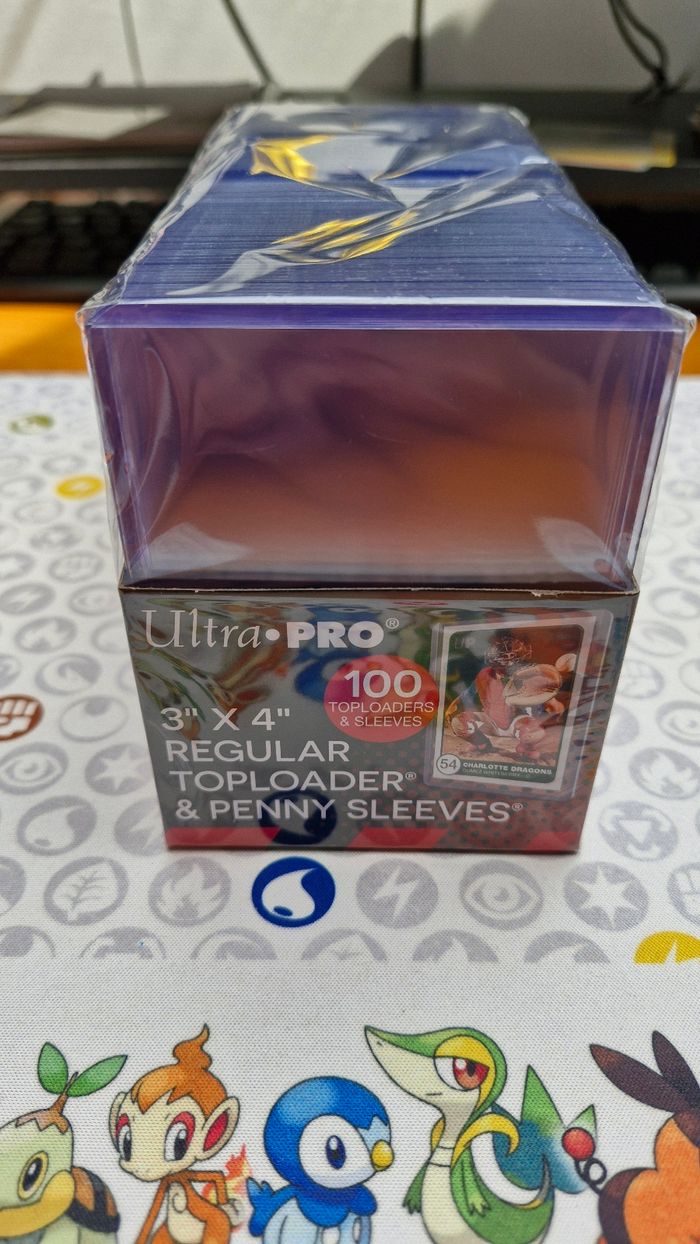 Ultra•PRO®
100
TOPLOADERS
& SLEEVES
3" X 4"
REGULAR
TOPLOADER®
& PENNY SLEEVES®
54 CHARLOTTE DRAGONS